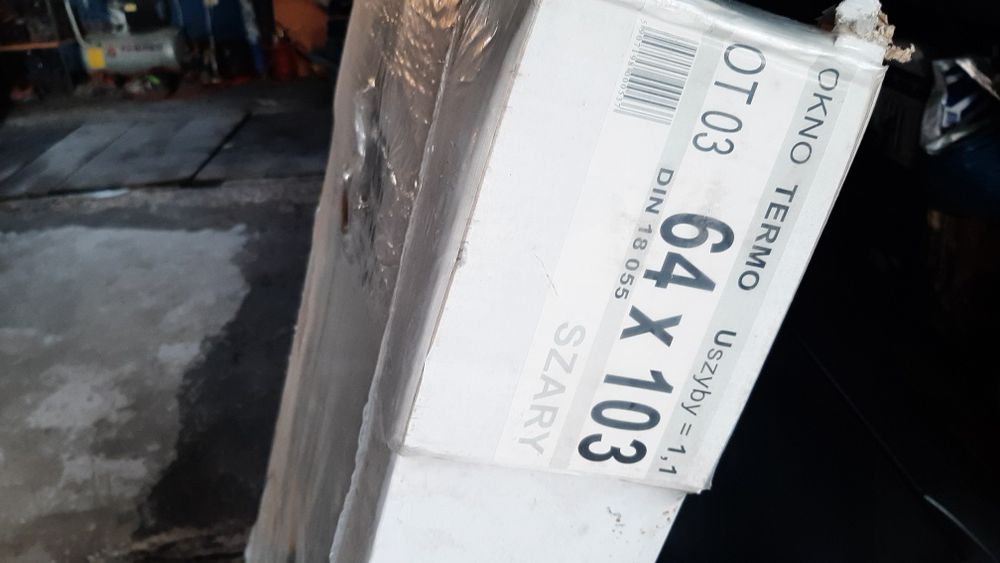 OKNO TERMO Uszyby = 1,1
OT 03 64 x 103
DIN 18 055
SZARY